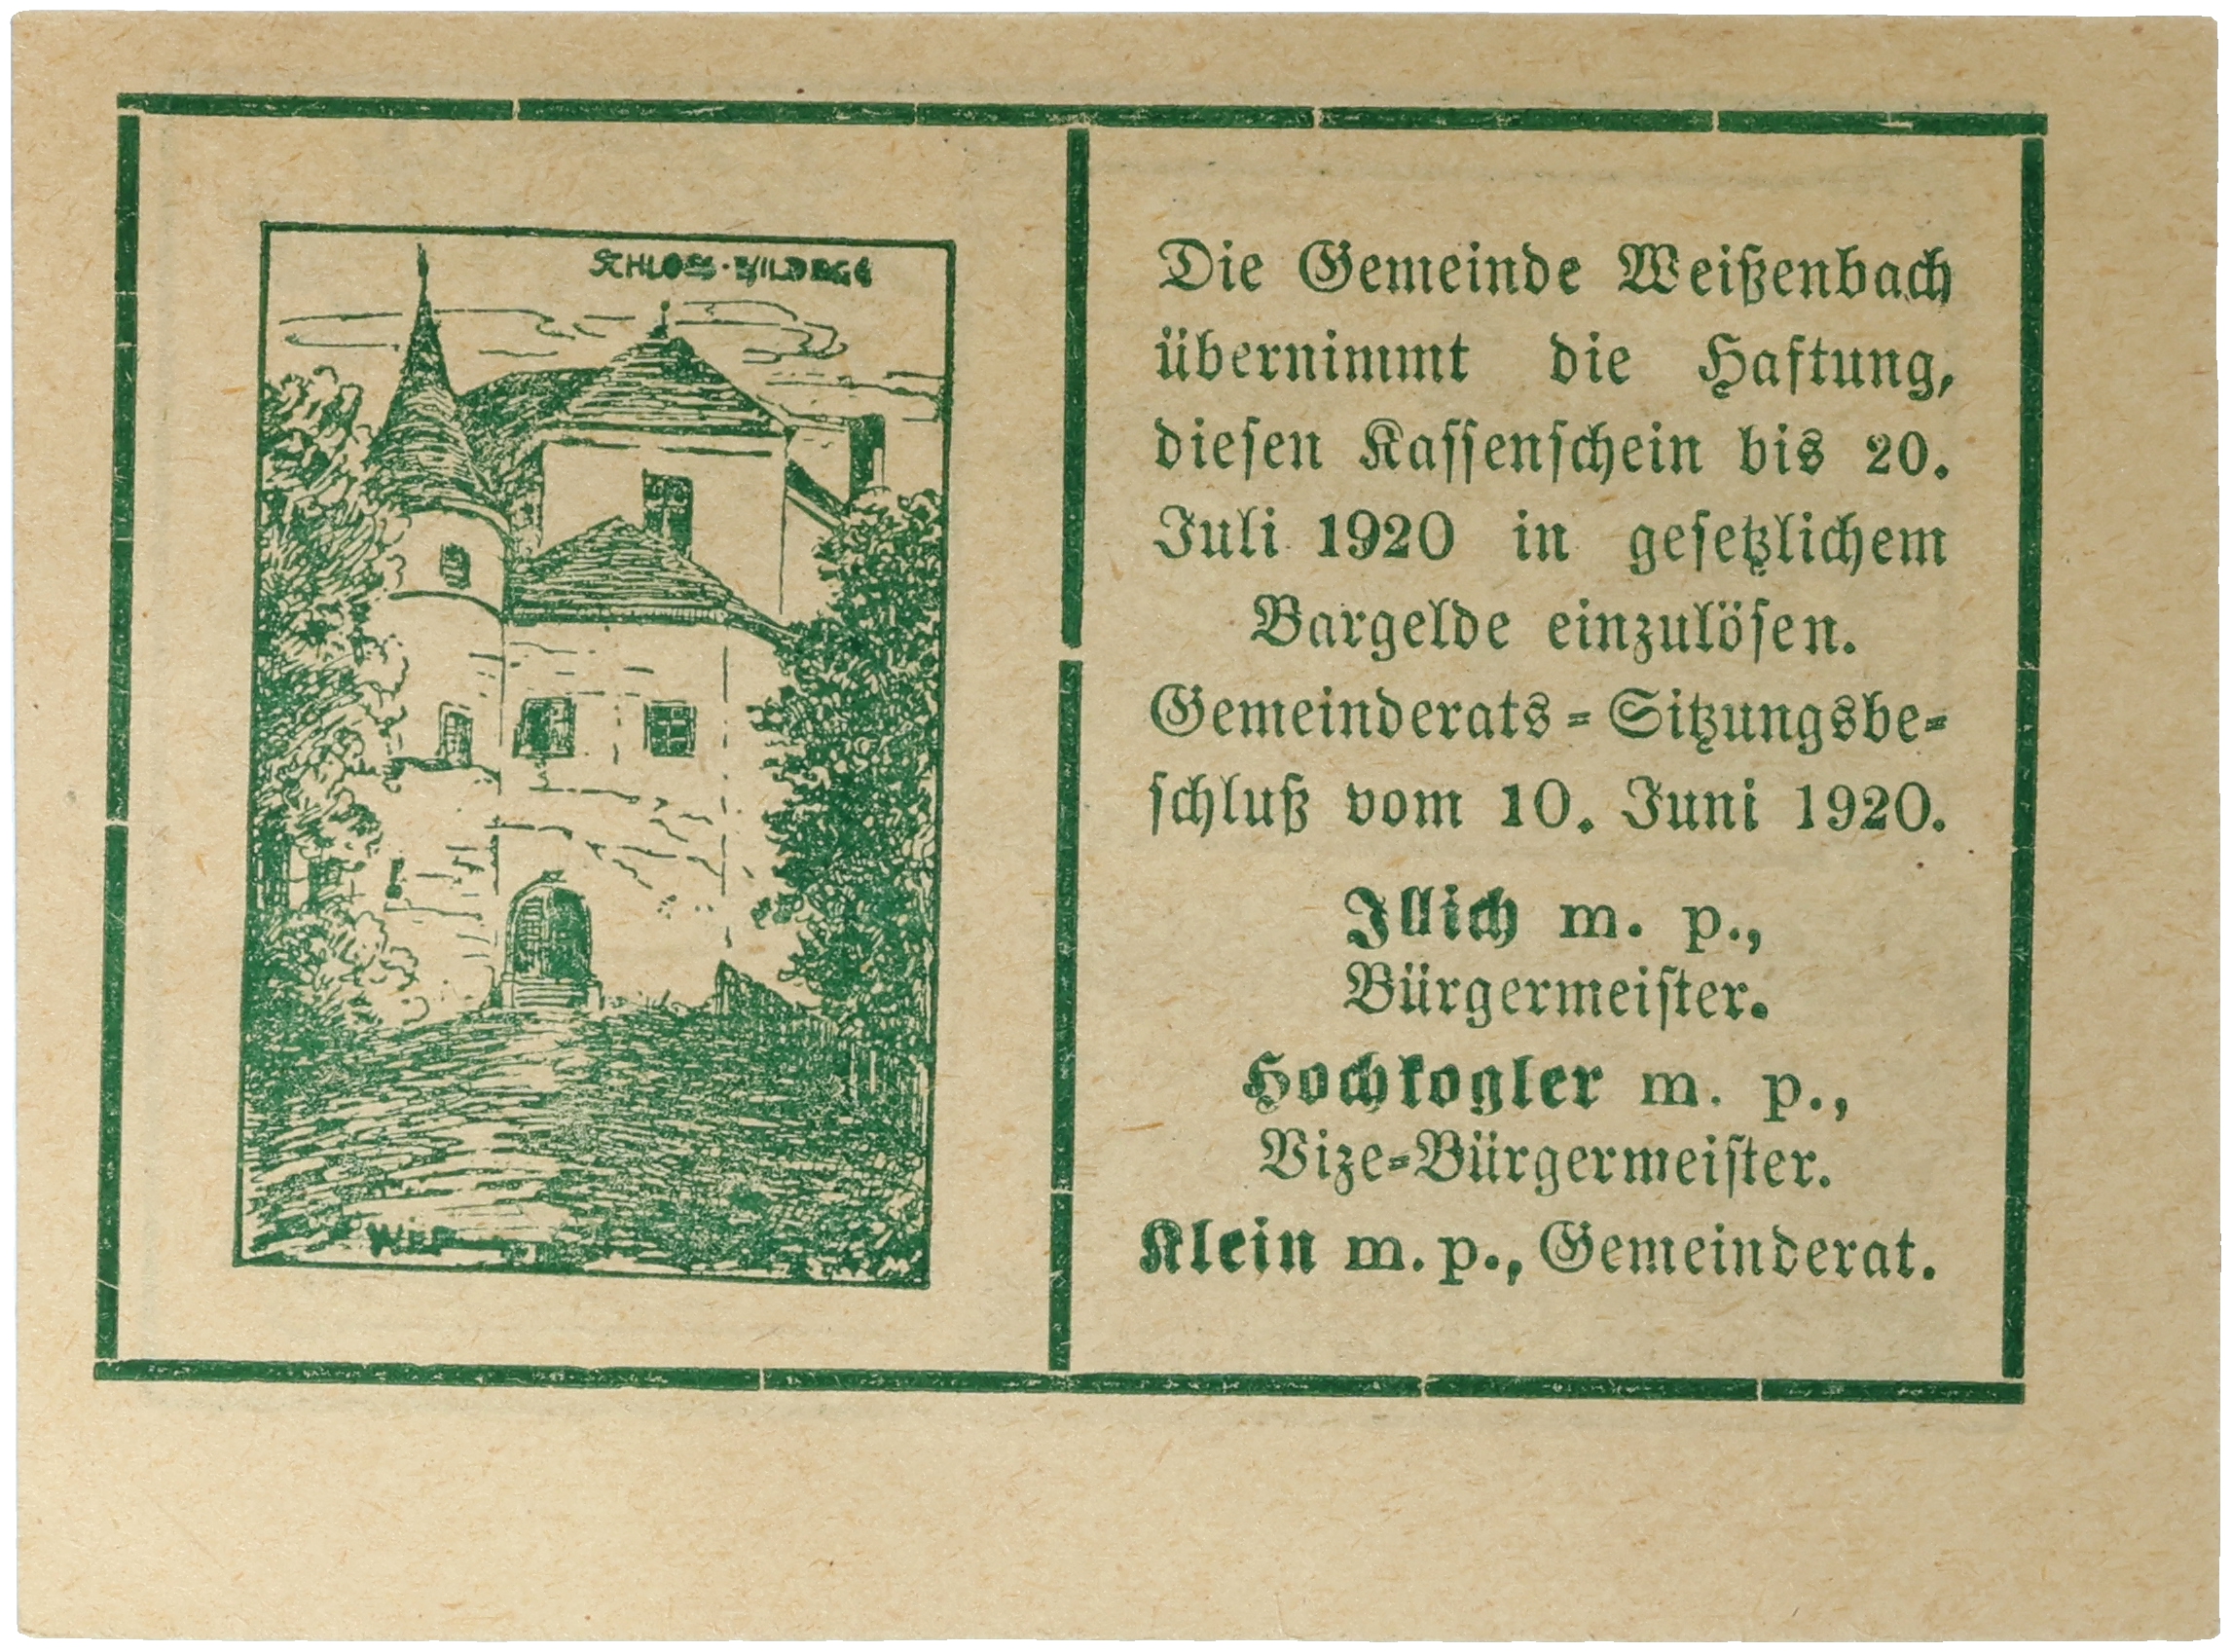 SCHLOSS·WILDEGG
Die Gemeinde Weißenbach
übernimmt die Haftung,
diesen Kassenschein bis 20.
Juli 1920 in gesetzlichem
Bargelde einzulösen.
Gemeinderats-Sitzungsbe-
schluß vom 10. Juni 1920.
Illich m. p.,
Bürgermeister.
Hochkogler m. p.,
Vize-Bürgermeister.
Klein m. p., Gemeinderat.